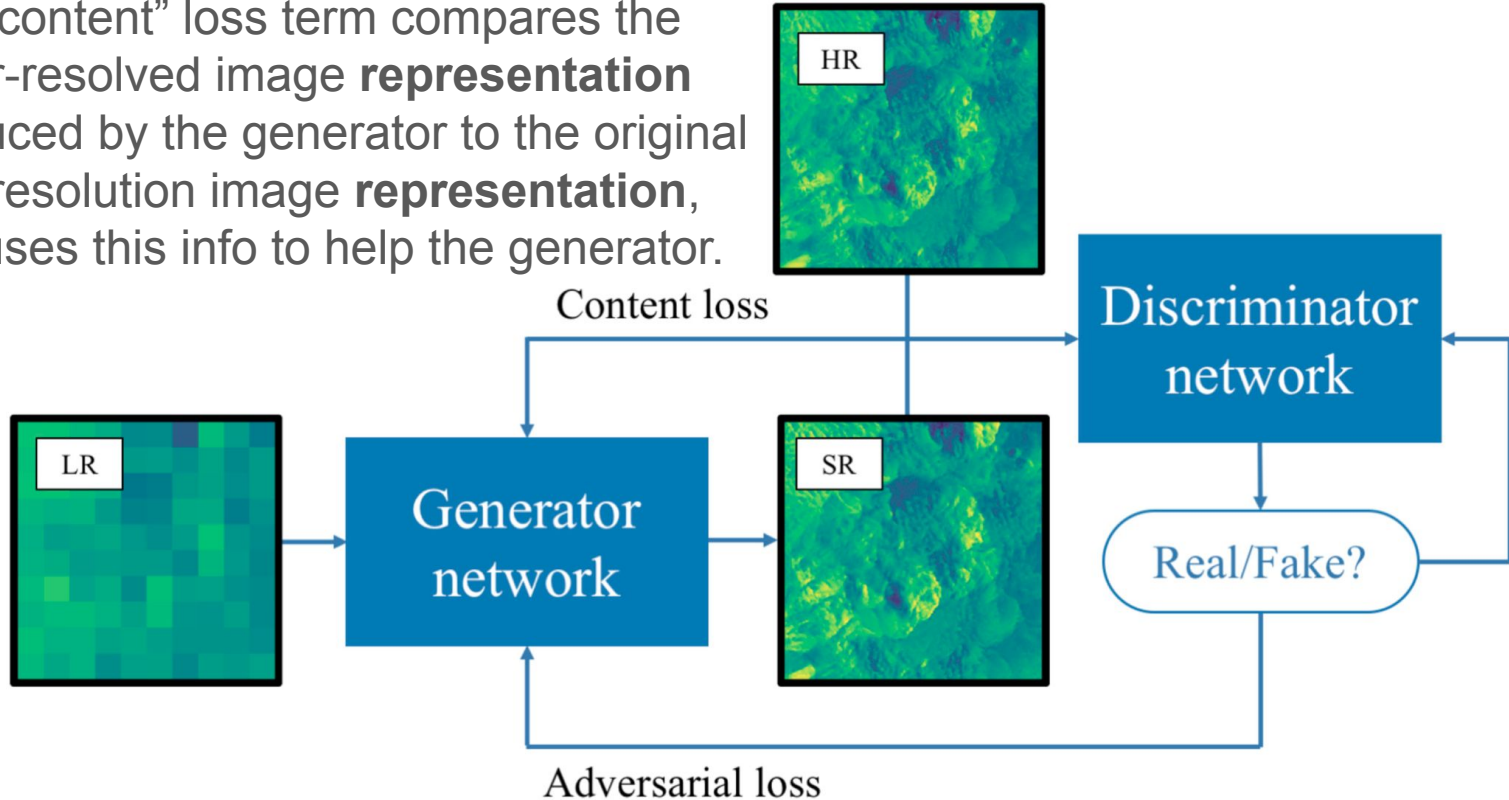 content” loss term compares the
r-resolved image representation
uced by the generator to the original
resolution image representation,
uses this info to help the generator.
HR
Content loss
Discriminator
network
LR
Generator
network
SR
Real/Fake?
Adversarial loss